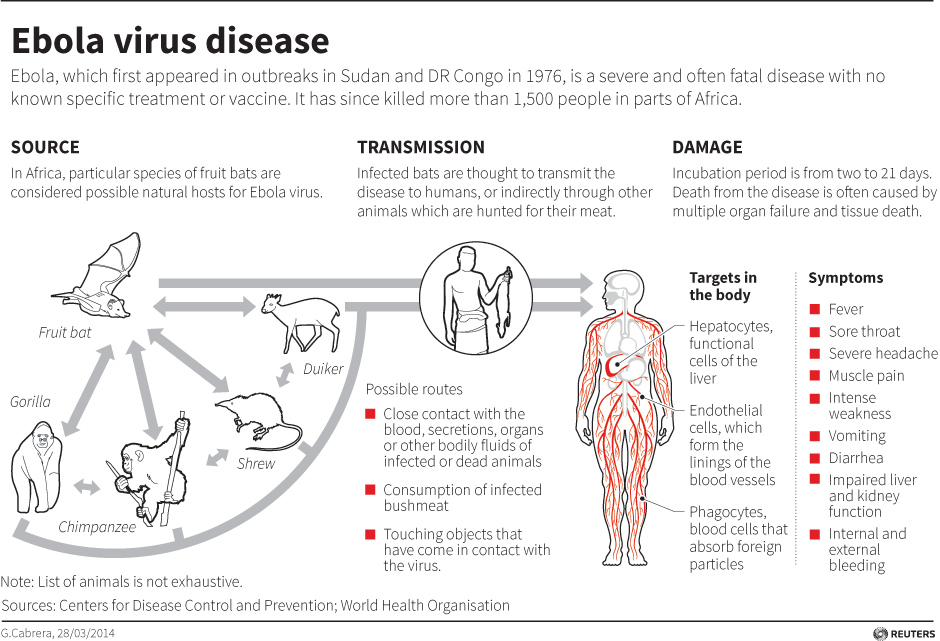 Ebola virus disease
Ebola, which first appeared in outbreaks in Sudan and DR Congo in 1976, is a severe and often fatal disease with no
known specific treatment or vaccine. It has since killed more than 1,500 people in parts of Africa.
SOURCE
In Africa, particular species of fruit bats are
considered possible natural hosts for Ebola virus.
TRANSMISSION
Infected bats are thought to transmit the
disease to humans, or indirectly through other
animals which are hunted for their meat.
DAMAGE
Incubation period is from two to 21 days.
Death from the disease is often caused by
multiple organ failure and tissue death.
Fruit bat
Duiker
Gorilla
Shrew
Chimpanzee
Possible routes
Close contact with the
blood, secretions, organs
or other bodily fluids of
infected or dead animals
Consumption of infected
bushmeat
Touching objects that
have come in contact with
the virus.
Targets in
the body
Hepatocytes,
functional
cells of the
liver
Endothelial
cells, which
form the
linings of the
blood vessels
Phagocytes,
blood cells that
absorb foreign
particles
Symptoms
Fever
Sore throat
Severe headache
Muscle pain
Intense
weakness
Vomiting
Diarrhea
Impaired liver
and kidney
function
Internal and
external
bleeding
Note: List of animals is not exhaustive.
Sources: Centers for Disease Control and Prevention; World Health Organisation
G.Cabrera, 28/03/2014
REUTERS